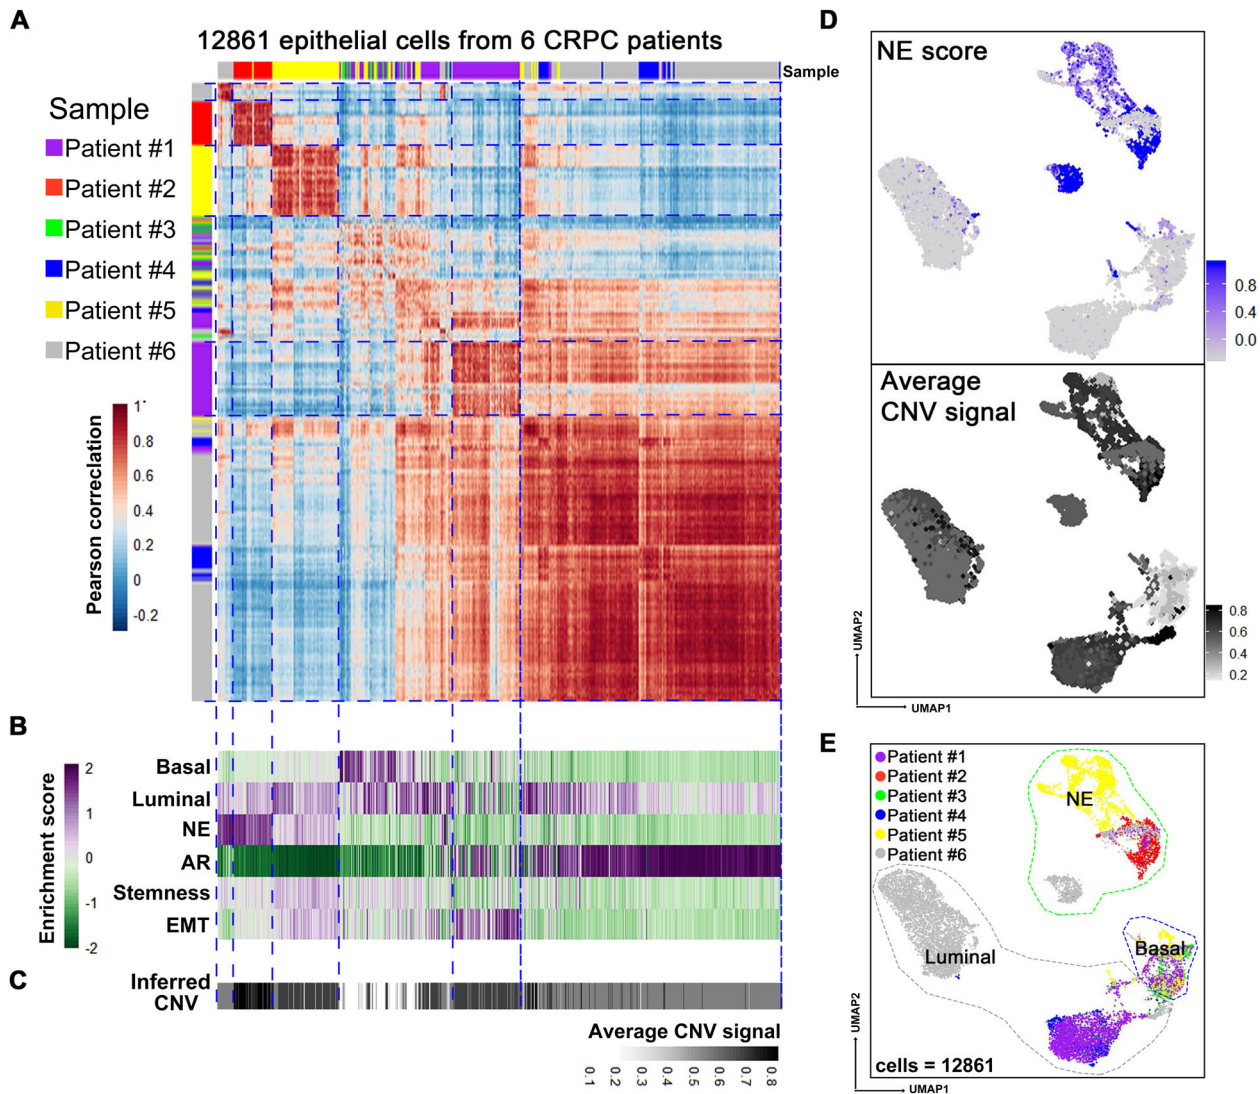 A
12861 epithelial cells from 6 CRPC patients
Sample
Sample
Patient #1
Patient #2
Patient #3
Patient #4
Patient #5
Patient #6
Pearson correclation
1
0.8
0.6
0.4
0.2
0
-0.2
B
Enrichment score
2
1
0
-1
-2
Basal
Luminal
NE
AR
Stemness
EMT
C
Inferred
CNV
Average CNV signal
0.1
0.2
0.3
0.4
0.5
0.6
0.7
0.8
D
NE score
0.8
0.4
0.0
Average
CNV signal
0.8
0.6
0.4
0.2
UMAP2
UMAP1
E
Patient #1
Patient #2
Patient #3
Patient #4
Patient #5
Patient #6
NE
Luminal
Basal
cells = 12861
UMAP2
UMAP1